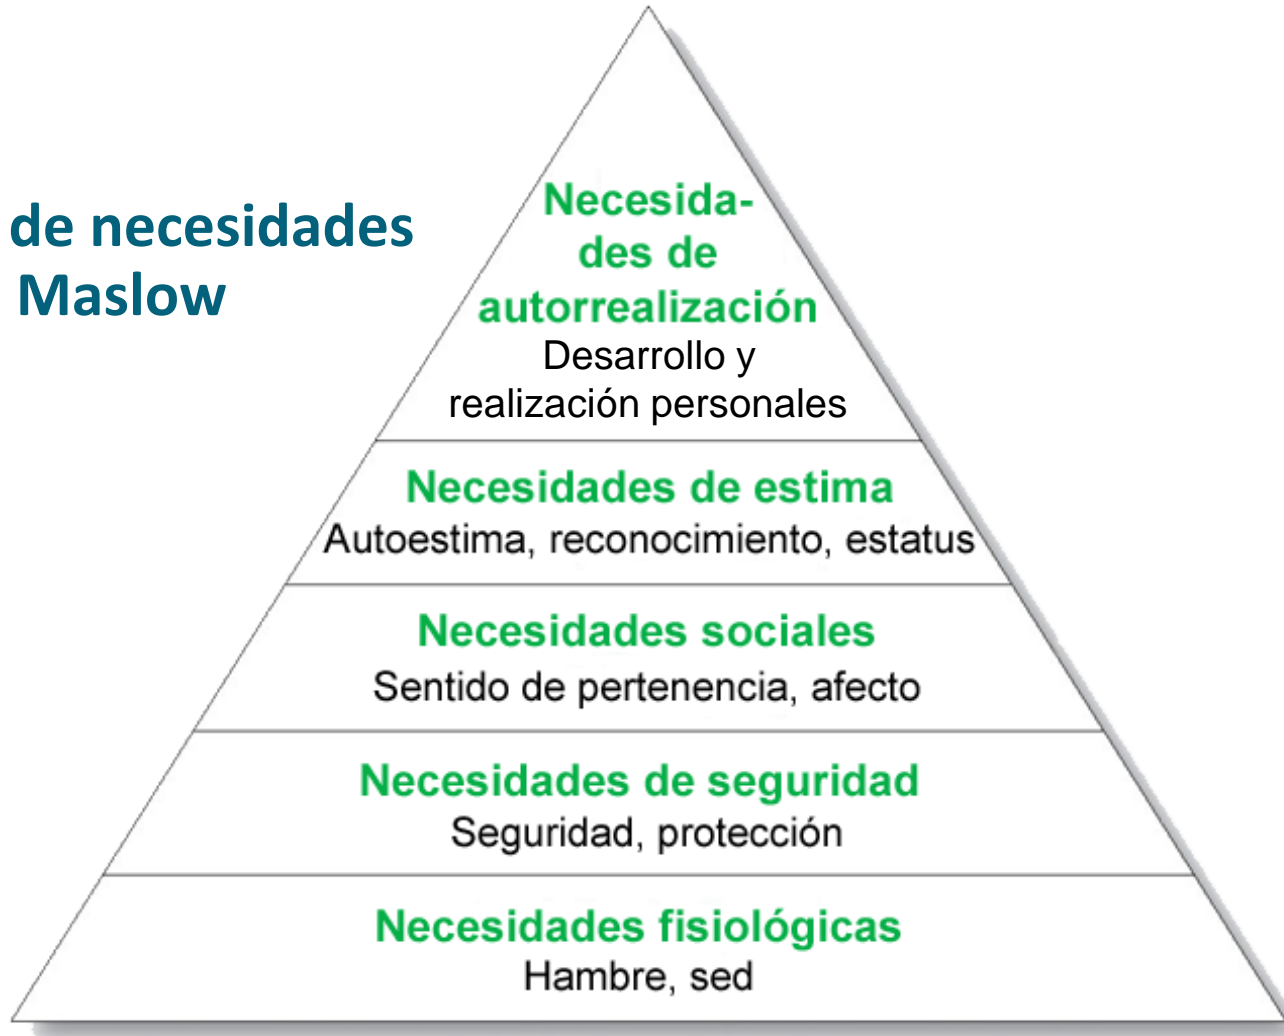 de necesidades
Maslow
Necesida-
des de
autorrealización
Desarrollo y
realización personales
Necesidades de estima
Autoestima, reconocimiento, estatus
Necesidades sociales
Sentido de pertenencia, afecto
Necesidades de seguridad
Seguridad, protección
Necesidades fisiológicas
Hambre, sed